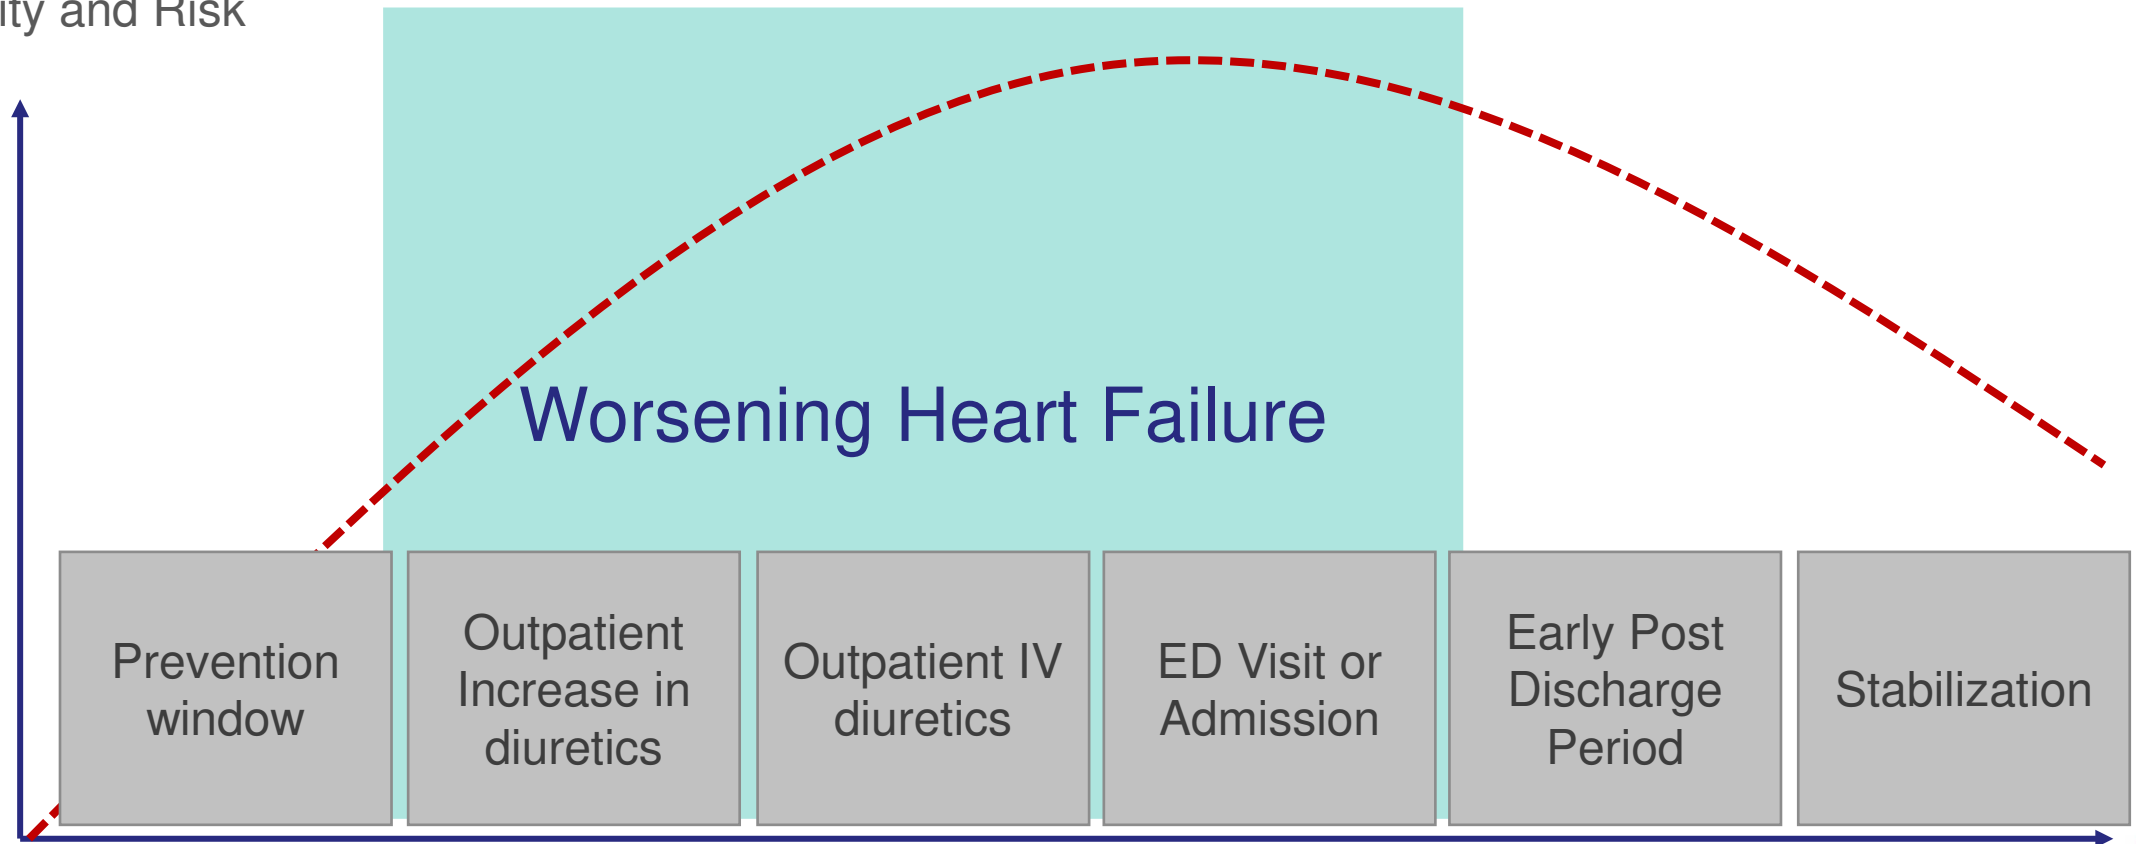 and Risk
Worsening Heart Failure
Prevention
window
Outpatient
Increase in
diuretics
Outpatient IV
diuretics
ED Visit or
Admission
Early Post
Discharge
Period
Stabilization